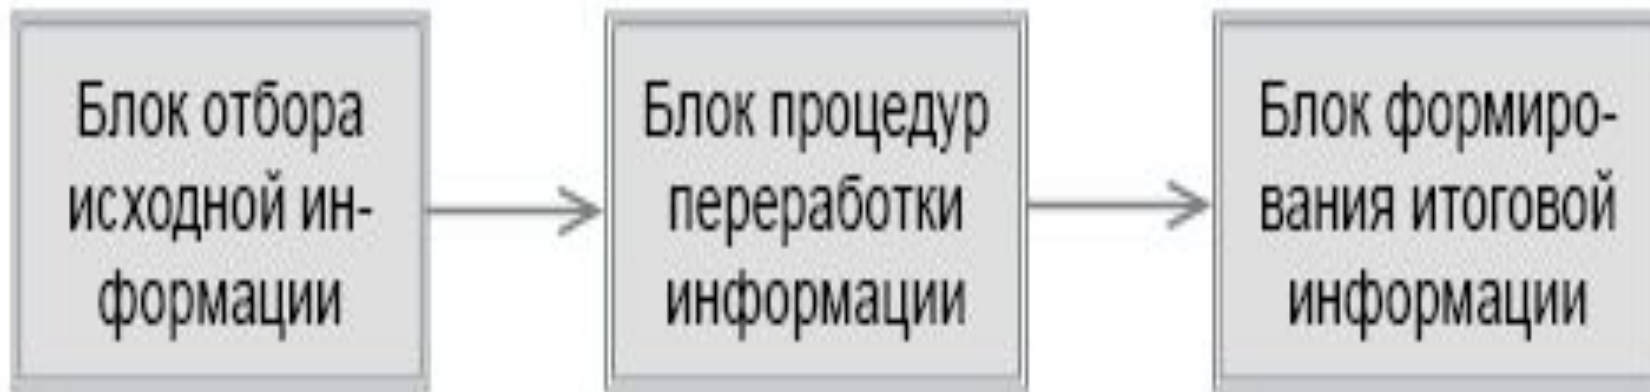 Блок отбора
исходной ин-
формации
Блок процедур
переработки
информации
Блок формиро-
вания итоговой
информации